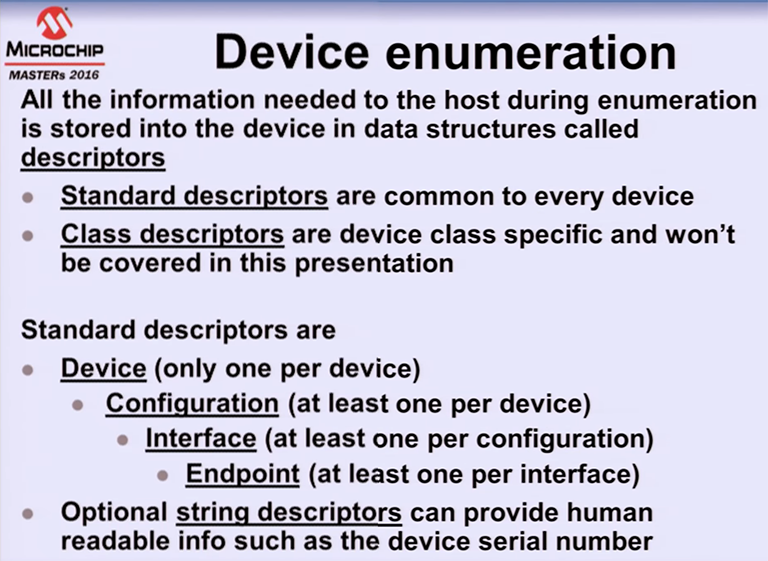 MICROCHIP
MASTERs 2016
Device enumeration
All the information needed to the host during enumeration
is stored into the device in data structures called
descriptors
Standard descriptors are common to every device
Class descriptors are device class specific and won't
be covered in this presentation
Standard descriptors are
Device (only one per device)
Configuration (at least one per device)
Interface (at least one per configuration)
Endpoint (at least one per interface)
Optional string descriptors can provide human
readable info such as the device serial number